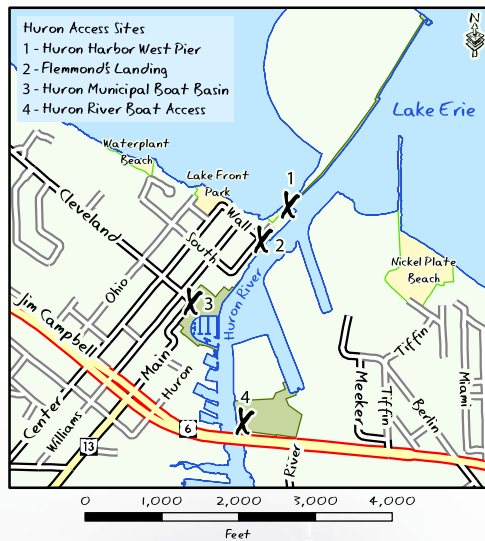 Huron Access Sites
1 - Huron Harbor West Pier
2 - Flemmond's Landing
3 - Huron Municipal Boat Basin
4 - Huron River Boat Access
N
Lake Erie
Waterplant
Beach
Lake Front
Park
1
Cleveland
Wall
South
2
Nickel Plate
Beach
Huron River
Ohio
3
Jim Campbell
Tiffin
Main
Huron
Miami
Meeker
Tiffin
Center
Williams
Berlin
4
6
13
River
0 1,000 2,000 3,000 4,000
Feet